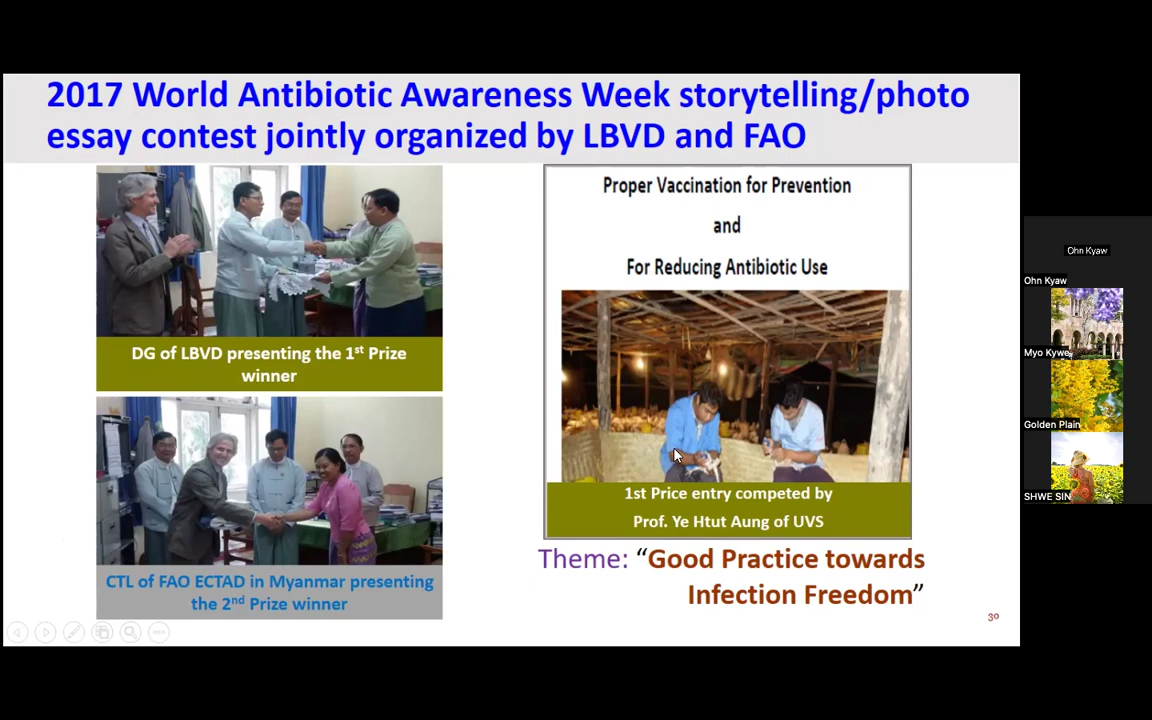 2017 World Antibiotic Awareness Week storytelling/photo
essay contest jointly organized by LBVD and FAO
DG of LBVD presenting the 1st Prize
winner
CTL of FAO ECTAD in Myanmar presenting
the 2nd Prize winner
Proper Vaccination for Prevention
and
For Reducing Antibiotic Use
1st Price entry competed by
Prof. Ye Htut Aung of UVS
Theme: “Good Practice towards
Infection Freedom”
30
Ohn Kyaw
Ohn Kyaw
Myo Kywe
Golden Plain
SHWE SIN